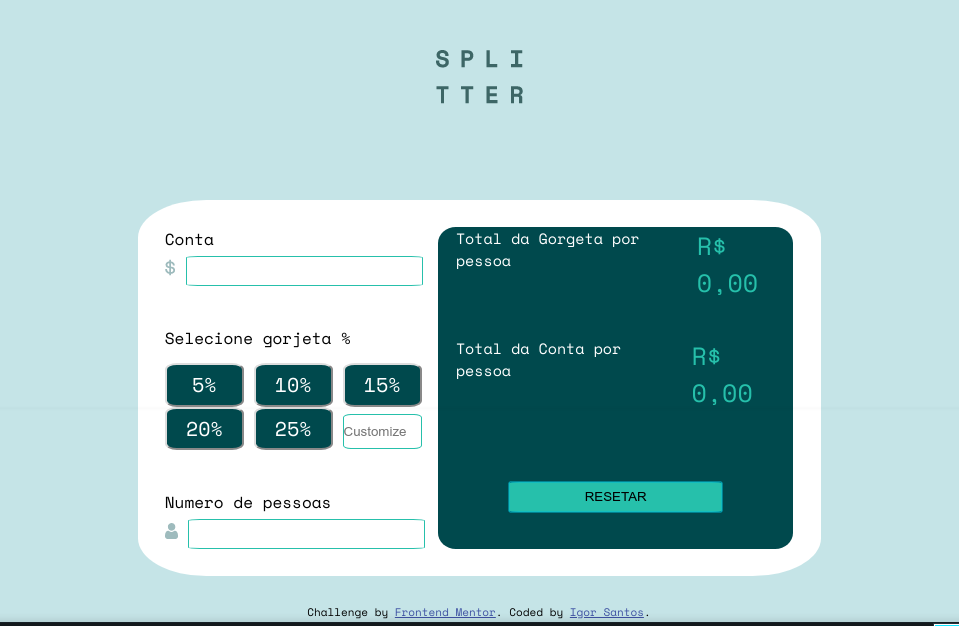 SPLI
TTER
Conta
$
Selecione gorjeta %
5% 10% 15%
20% 25% Customize
Numero de pessoas
Total da Gorgeta por
pessoa
R$
0,00
Total da Conta por
pessoa
R$
0,00
RESETAR
Challenge by Frontend Mentor. Coded by Igor Santos.